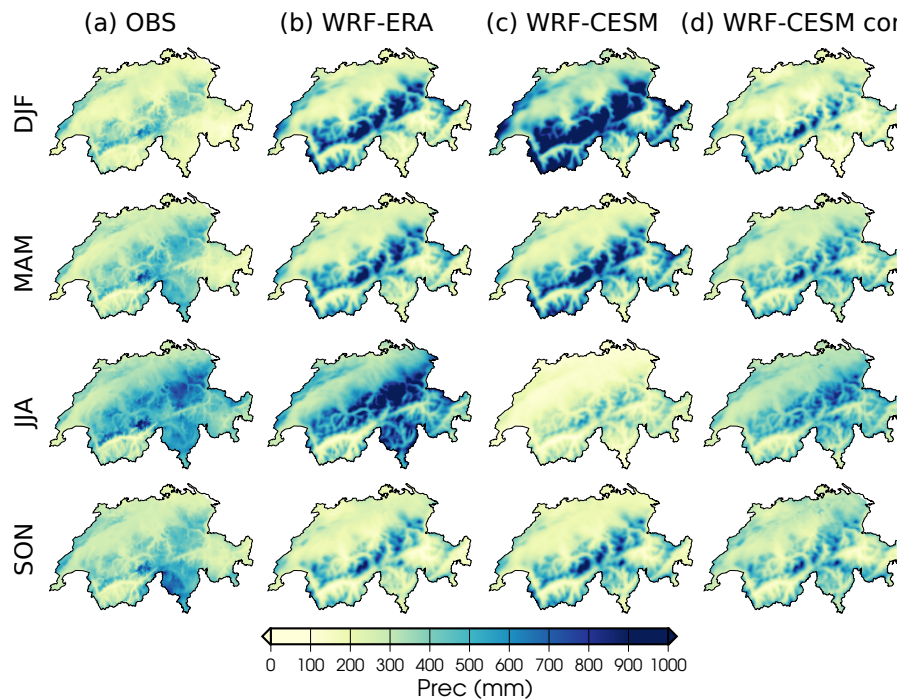 (a) OBS (b) WRF-ERA (c) WRF-CESM (d) WRF-CESM cor
DJF
MAM
JJA
SON
0 100 200 300 400 500 600 700 800 900 1000
Prec (mm)